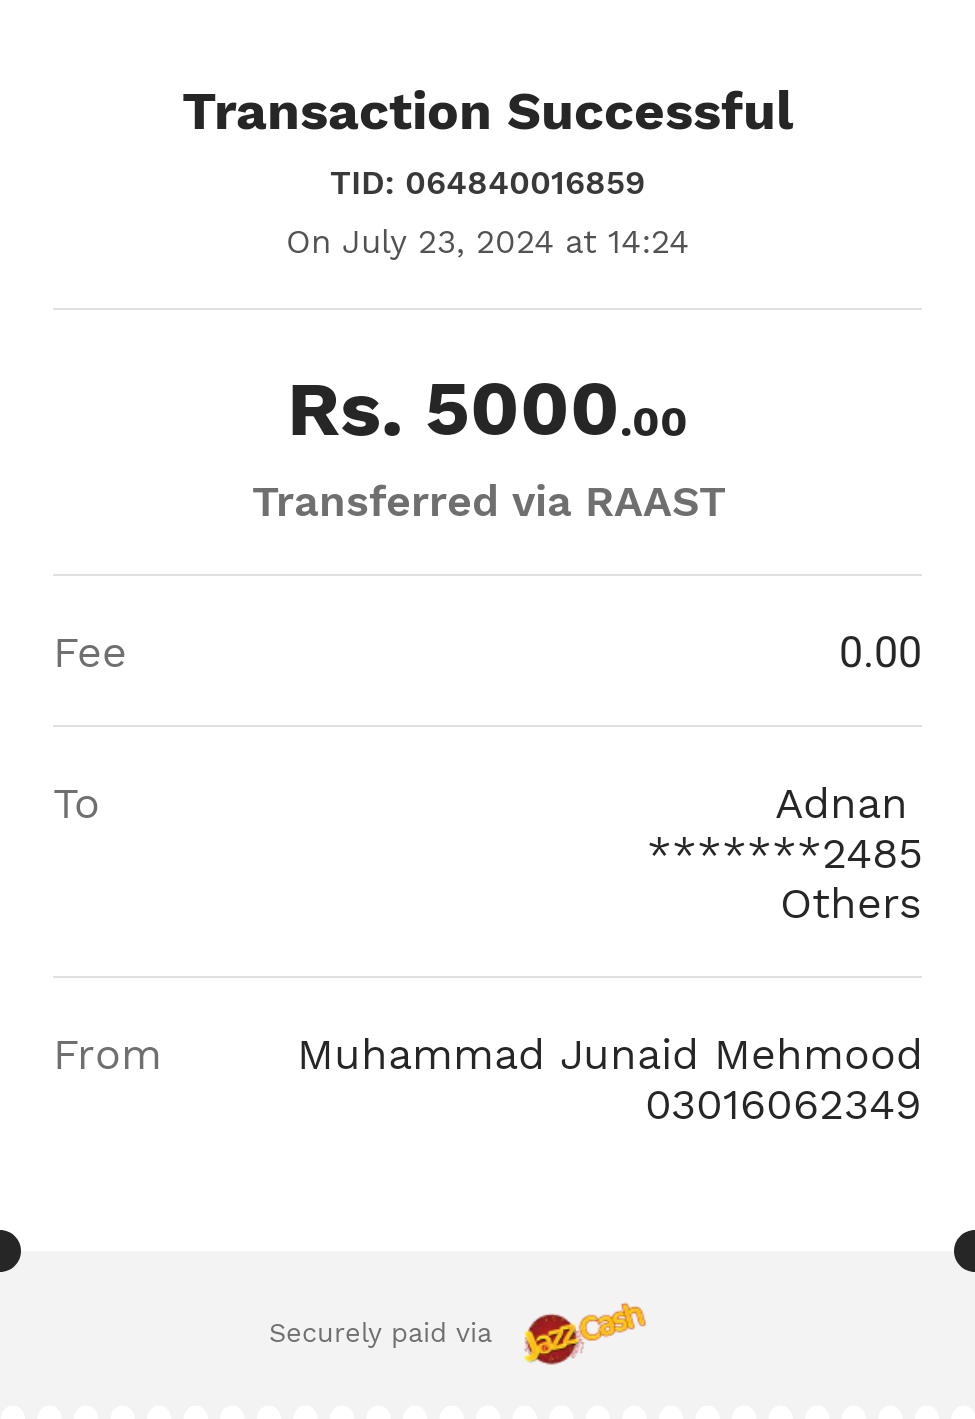 Transaction Successful
TID: 064840016859
On July 23, 2024 at 14:24
Rs. 5000.00
Transferred via RAAST
Fee 0.00
To Adnan
*******2485
Others
From Muhammad Junaid Mehmood
03016062349
Securely paid via JazzCash